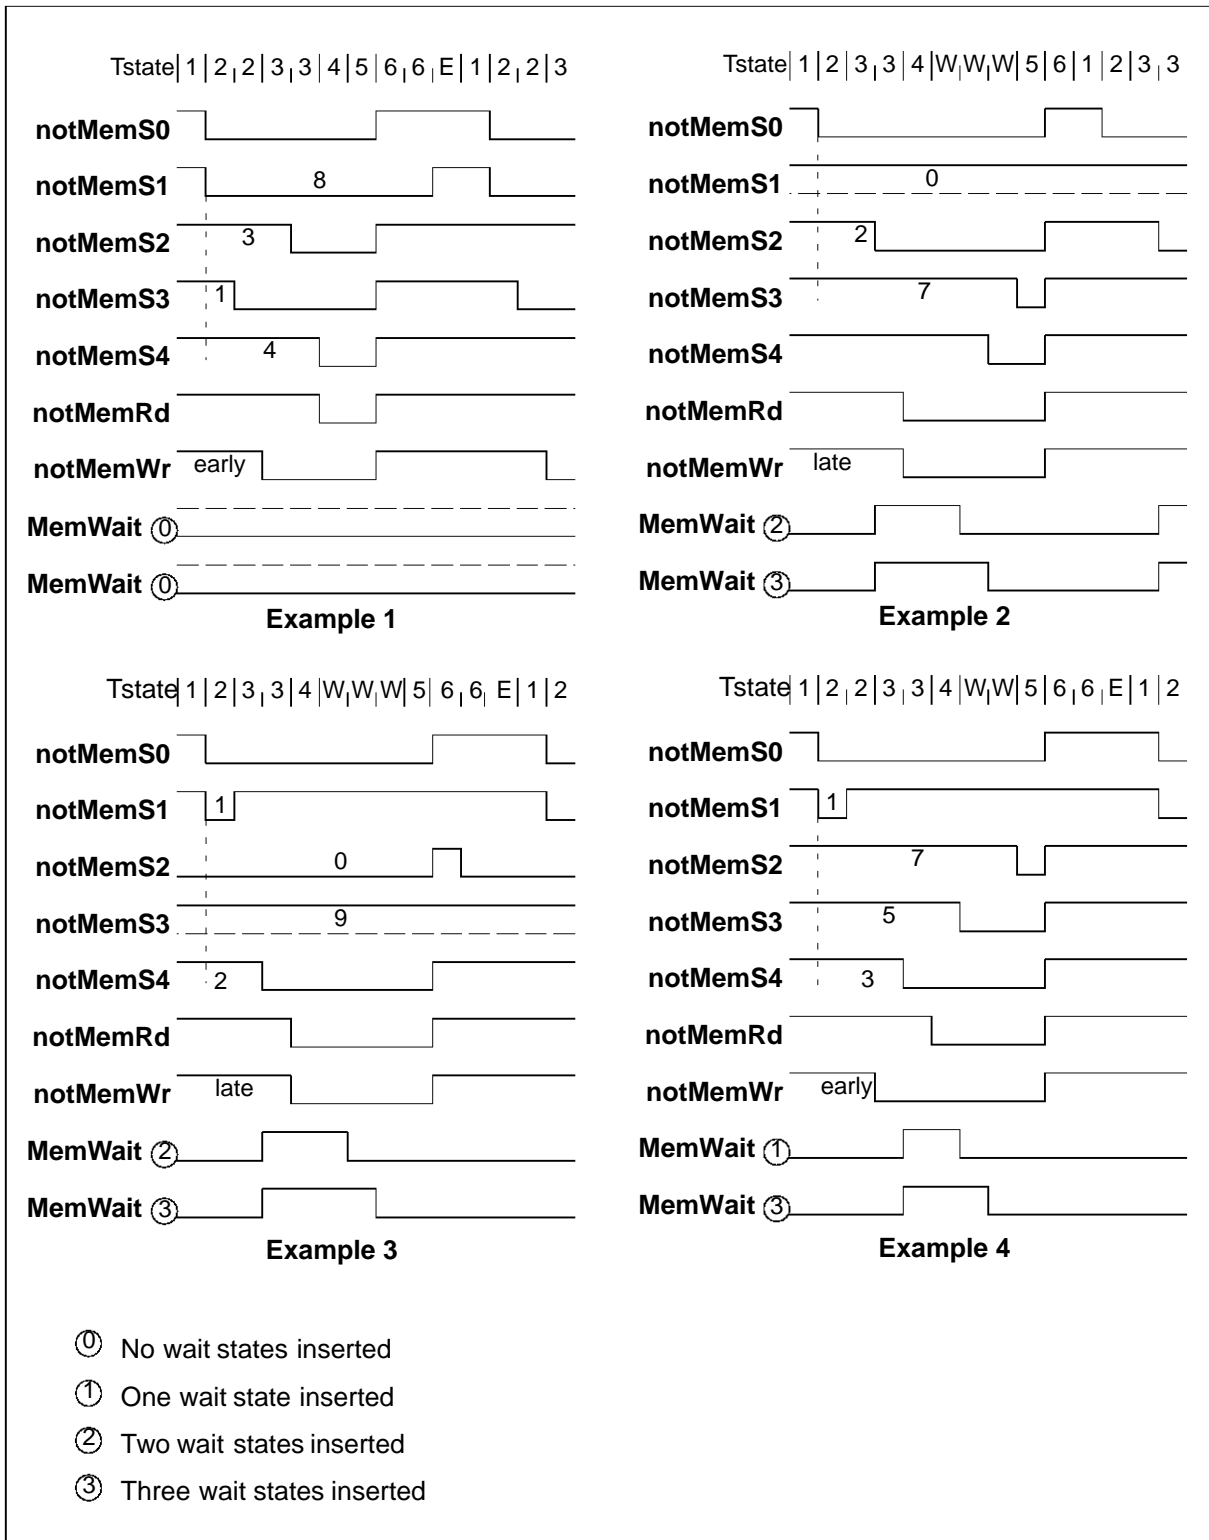 Tstate 1 2 2 3 3 4 5 6 6 E 1 2 2 3
notMemS0
notMemS1 8
notMemS2 3
notMemS3 1
notMemS4 4
notMemRd
notMemWr early
MemWait 0
MemWait 0
Example 1
Tstate 1 2 3 3 4 W W W 5 6 1 2 3 3
notMemS0
notMemS1 0
notMemS2 2
notMemS3 7
notMemS4
notMemRd
notMemWr late
MemWait 2
MemWait 3
Example 2
Tstate 1 2 3 3 4 W W W 5 6 6 E 1 2
notMemS0
notMemS1 1
notMemS2 0
notMemS3 9
notMemS4 2
notMemRd
notMemWr late
MemWait 2
MemWait 3
Example 3
Tstate 1 2 2 3 3 4 W W 5 6 6 E 1 2
notMemS0
notMemS1 1
notMemS2 7
notMemS3 5
notMemS4 3
notMemRd
notMemWr early
MemWait 1
MemWait 3
Example 4
0 No wait states inserted
1 One wait state inserted
2 Two wait states inserted
3 Three wait states inserted